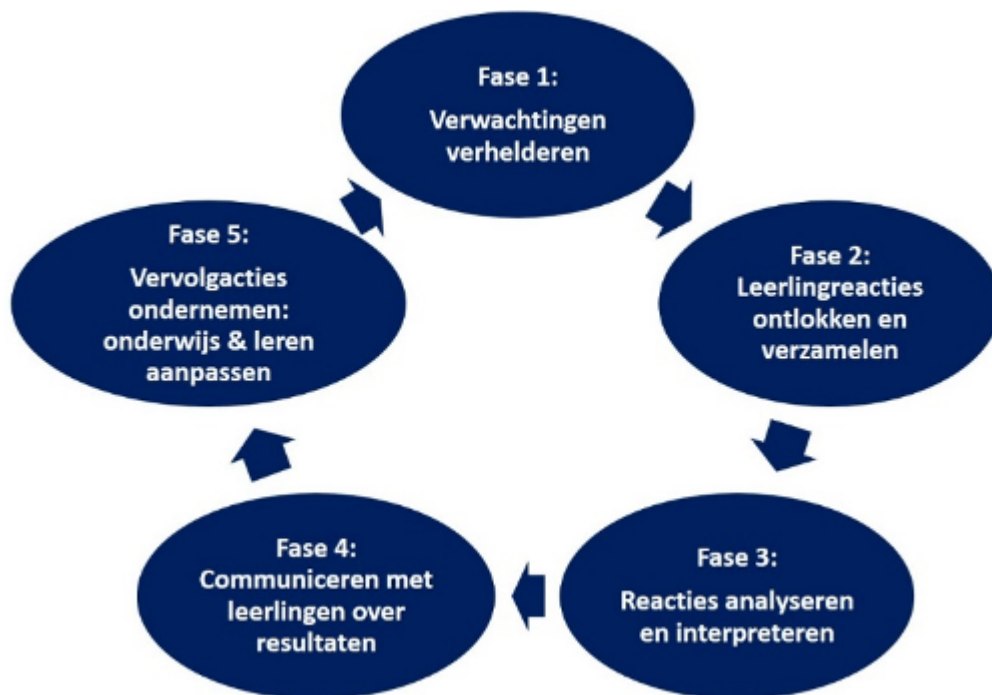 Fase 1:
Verwachtingen
verhelderen
Fase 2:
Leerlingreacties
ontlokken en
verzamelen
Fase 3:
Reacties analyseren
en interpreteren
Fase 4:
Communiceren met
leerlingen over
resultaten
Fase 5:
Vervolgacties
ondernemen:
onderwijs & leren
aanpassen